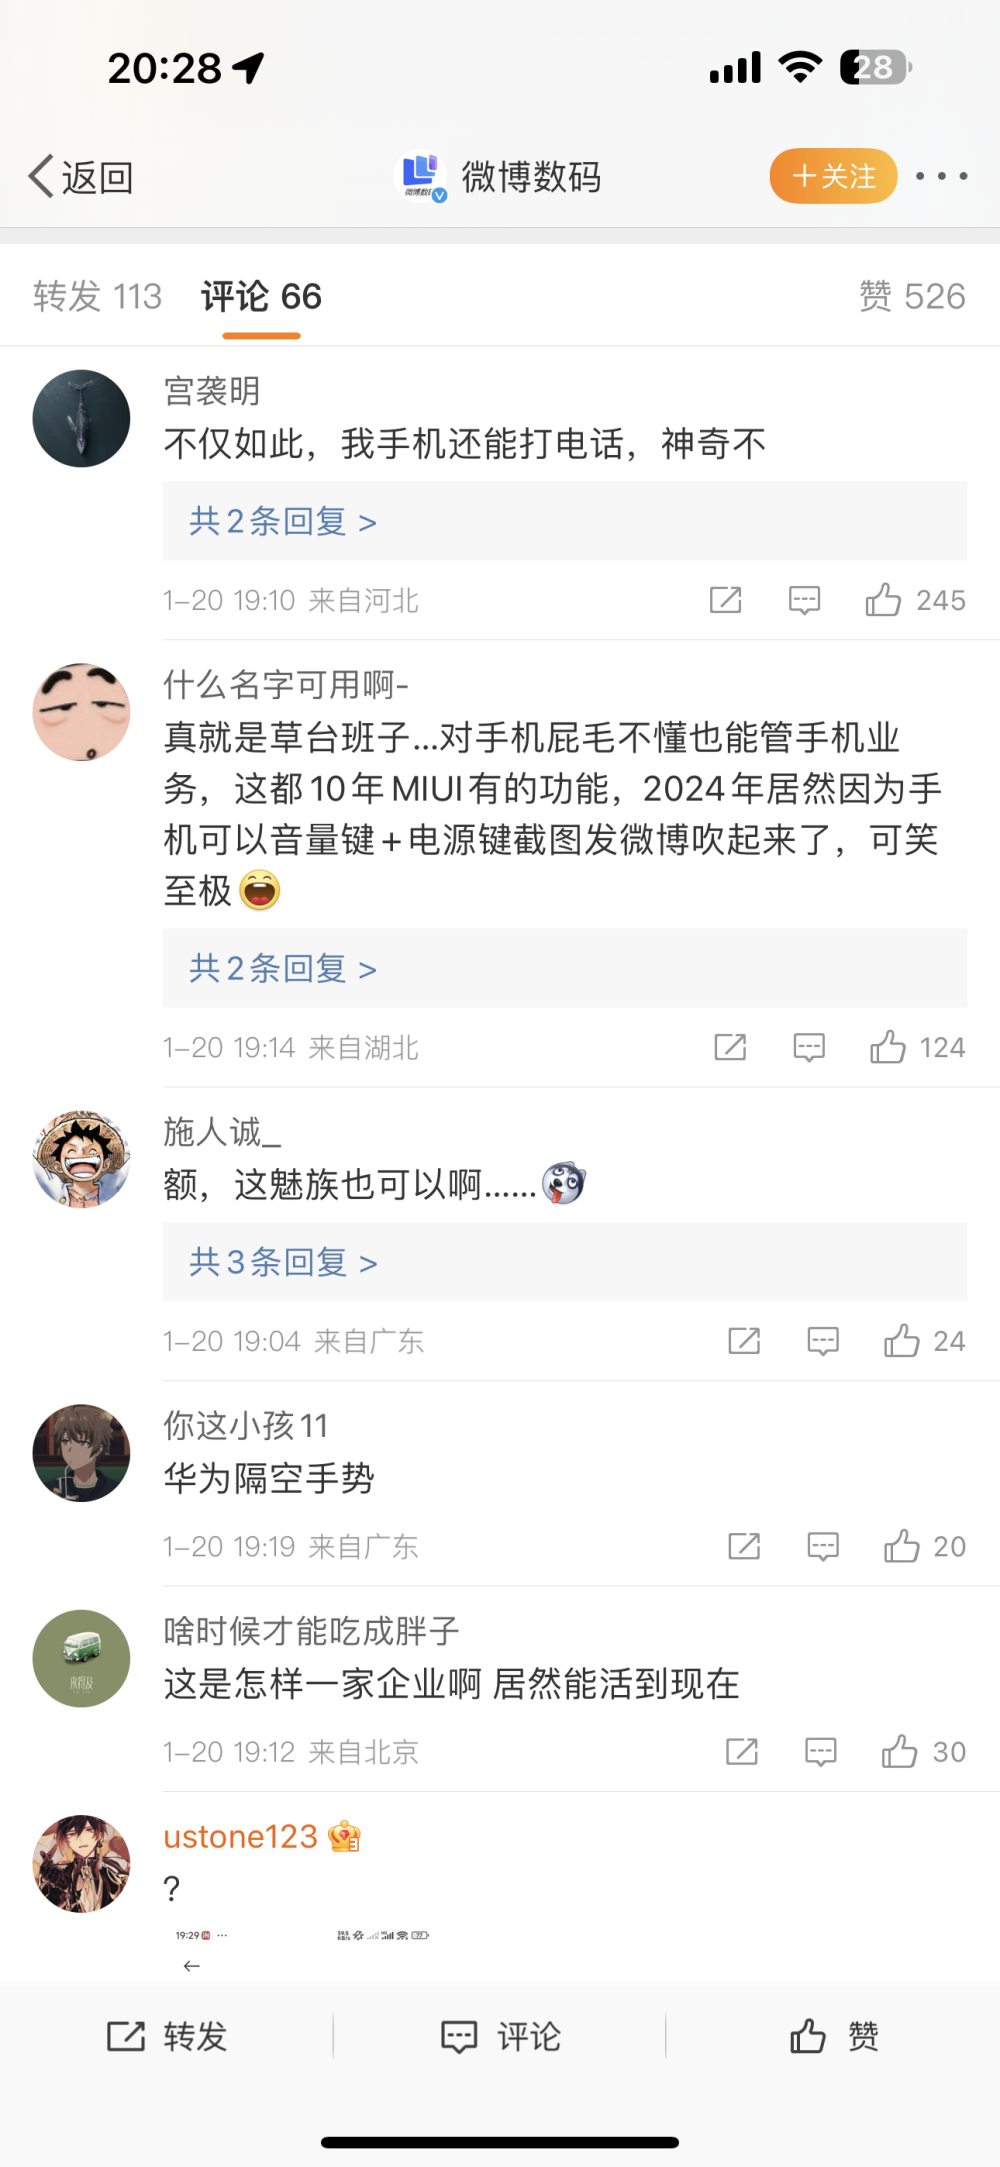 20:28
28
返回
微博数码
微博数码
+关注
转发 113
评论 66
赞 526
宫袭明
不仅如此，我手机还能打电话，神奇不
共2条回复 >
1-20 19:10 来自河北
245
什么名字可用啊-
真就是草台班子...对手机屁毛不懂也能管手机业
务，这都10年MIUI有的功能，2024年居然因为手
机可以音量键+电源键截图发微博吹起来了，可笑
至极
共2条回复 >
1-20 19:14 来自湖北
124
施人诚_
额，这魅族也可以啊......
共3条回复 >
1-20 19:04 来自广东
24
你这小孩11
华为隔空手势
1-20 19:19 来自广东
20
来得及
啥时候才能吃成胖子
这是怎样一家企业啊 居然能活到现在
1-20 19:12 来自北京
30
ustone123
?
19:29
转发
评论
赞